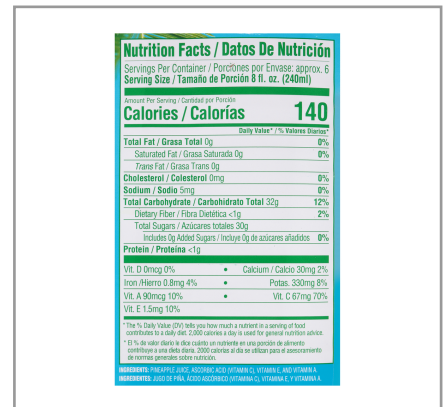 Nutrition Facts / Datos De Nutrición
Servings Per Container / Porciones por Envase: approx. 6
Serving Size / Tamaño de Porción 8 fl. oz. (240ml)
Amount Per Serving / Cantidad por Porción
Calories / Calorías 140
Daily Value* / % Valores Diarios*
Total Fat / Grasa Total 0g 0%
Saturated Fat / Grasa Saturada 0g 0%
Trans Fat / Grasa Trans 0g
Cholesterol / Colesterol 0mg 0%
Sodium / Sodio 5mg 0%
Total Carbohydrate / Carbohidrato Total 32g 12%
Dietary Fiber / Fibra Dietética <1g 2%
Total Sugars / Azúcares totales 30g
Includes 0g Added Sugars / Incluye 0g de azúcares añadidos 0%
Protein / Proteína <1g
Vit. D 0mcg 0% • Calcium / Calcio 30mg 2%
Iron /Hierro 0.8mg 4% • Potas. 330mg 8%
Vit. A 90mcg 10% • Vit. C 67mg 70%
Vit. E 1.5mg 10%
*The % Daily Value (DV) tells you how much a nutrient in a serving of food
contributes to a daily diet. 2,000 calories a day is used for general nutrition advice.
* El % de valor diario le dice cuánto un nutriente en una porción de alimento
contribuye a una dieta diaria. 2000 calorías al día se utilizan para el asesoramiento
de normas generales sobre nutrición.
INGREDIENTS: PINEAPPLE JUICE, ASCORBIC ACID (VITAMIN C), VITAMIN E, AND VITAMIN A.
INGREDIENTES: JUGO DE PIÑA, ÁCIDO ASCÓRBICO (VITAMINA C), VITAMINA E, Y VITAMINA A.